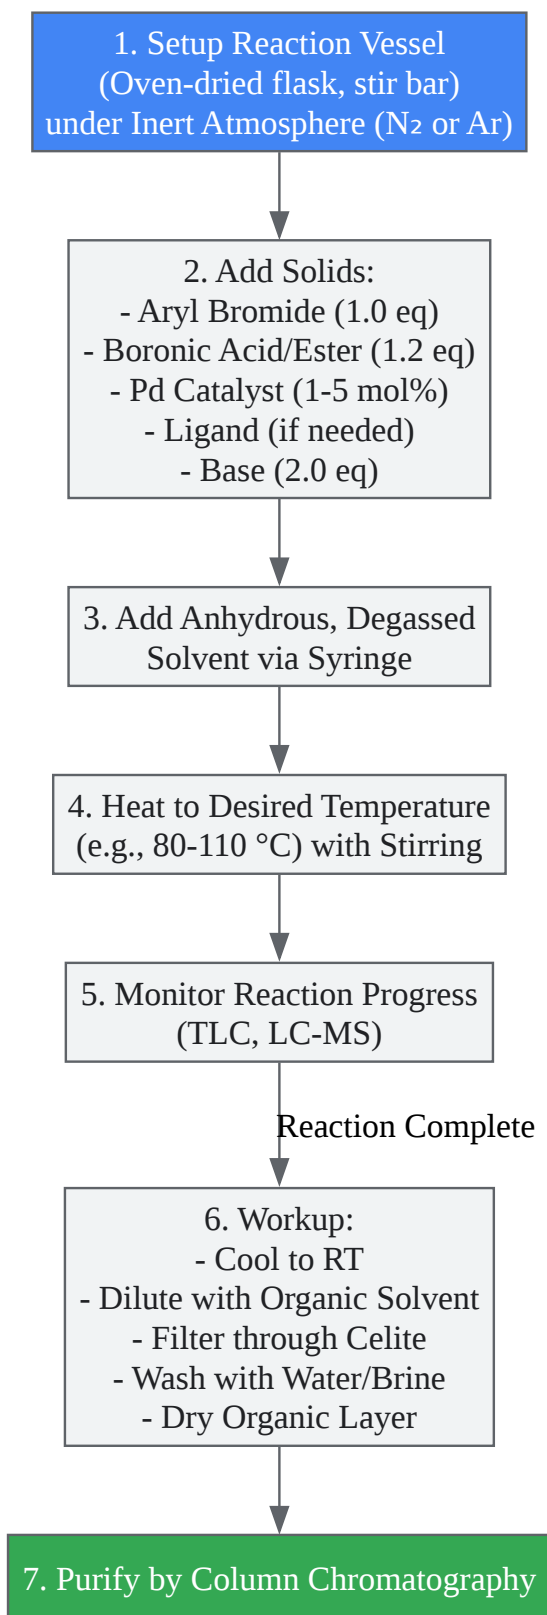 1. Setup Reaction Vessel
(Oven-dried flask, stir bar)
under Inert Atmosphere (N₂ or Ar)
2. Add Solids:
- Aryl Bromide (1.0 eq)
- Boronic Acid/Ester (1.2 eq)
- Pd Catalyst (1-5 mol%)
- Ligand (if needed)
- Base (2.0 eq)
3. Add Anhydrous, Degassed
Solvent via Syringe
4. Heat to Desired Temperature
(e.g., 80-110 °C) with Stirring
5. Monitor Reaction Progress
(TLC, LC-MS)
Reaction Complete
6. Workup:
- Cool to RT
- Dilute with Organic Solvent
- Filter through Celite
- Wash with Water/Brine
- Dry Organic Layer
7. Purify by Column Chromatography